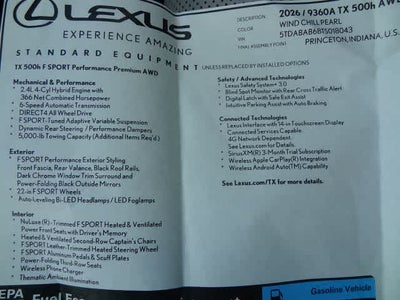 LEXUS
EXPERIENCE AMAZING
DESCRIPTION: 2026 / 9360A TX 500h
COLOR: WIND CHILL PEARL
VIN
FINAL ASSEMBLY POINT PRINCETON, INDIANA, U.S.
STANDARD EQUIPMENT UNLESS REPLACED BY INSTALLED OPTIONS
TX 500h F SPORT Performance Premium AWD
Mechanical & Performance
• 2.4L 4-Cyl Hybrid Engine with
366 Net Combined Horsepower
• 6-Speed Automatic Transmission
• DIRECT4 All Wheel Drive
• F SPORT-Tuned Adaptive Variable Suspension
• Dynamic Rear Steering / Performance Dampers
• 5,000-lb Towing Capacity (Additional Items Req'd.)
Exterior
• F SPORT Performance Exterior Styling
Front Fascia, Rear Valance, Black Roof Rails,
Dark Chrome Window Trim Surround and
Power-Folding Black Outside Mirrors
• 22-in F SPORT Wheels
• Auto-Leveling Bi-LED Headlamps / LED Foglamps
Interior
• NuLuxe (R)-Trimmed F SPORT Heated & Ventilated
Power Front Seats with Driver's Memory
• Heated & Ventilated Second-Row Captain's Chairs
• F SPORT Leather-Trimmed Heated Steering Wheel
• F SPORT Aluminum Pedals & Scuff Plates
• Power-Folding Third-Row Seats
• Wireless Phone Charger
• Thematic Ambient Illumination
Safety / Advanced Technologies
• Lexus Safety System+ 3.0
• Blind Spot Monitor with Rear Cross Traffic Alert
• Digital Latch with Safe Exit Assist
• Intuitive Parking Assist with Auto Braking
Connected Technologies
• Lexus Interface with 14-in Touchscreen Display
• Connected Services Capable.
4G Network Dependent.
See Lexus.com for Details.
• SiriusXM(R) 3-Month Trial Subscription
• Wireless Apple CarPlay(R) Integration
• Wireless Android Auto(TM) Capability
See Lexus.com/TX for more details.
EPA
Gasoline Vehicle